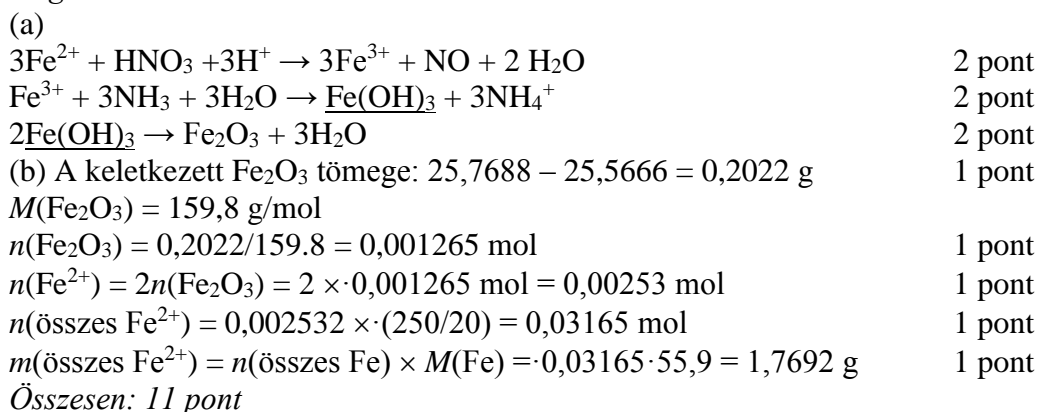 (a)
3Fe²⁺ + HNO₃ +3H⁺ → 3Fe³⁺ + NO + 2 H₂O 2 pont
Fe³⁺ + 3NH₃ + 3H₂O → Fe(OH)₃ + 3NH₄⁺ 2 pont
2Fe(OH)₃ → Fe₂O₃ + 3H₂O 2 pont
(b) A keletkezett Fe₂O₃ tömege: 25,7688 – 25,5666 = 0,2022 g 1 pont
M(Fe₂O₃) = 159,8 g/mol
n(Fe₂O₃) = 0,2022/159.8 = 0,001265 mol 1 pont
n(Fe²⁺) = 2n(Fe₂O₃) = 2 ×·0,001265 mol = 0,00253 mol 1 pont
n(összes Fe²⁺) = 0,002532 ×·(250/20) = 0,03165 mol 1 pont
m(összes Fe²⁺) = n(összes Fe) × M(Fe) =·0,03165·55,9 = 1,7692 g 1 pont
Összesen: 11 pont